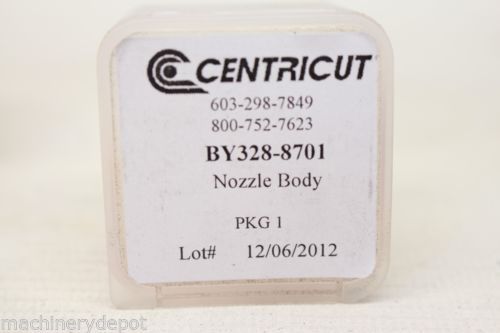 CENTRICUT
603-298-7849
800-752-7623
BY328-8701
Nozzle Body
PKG 1
Lot# 12/06/2012
machinerydepot